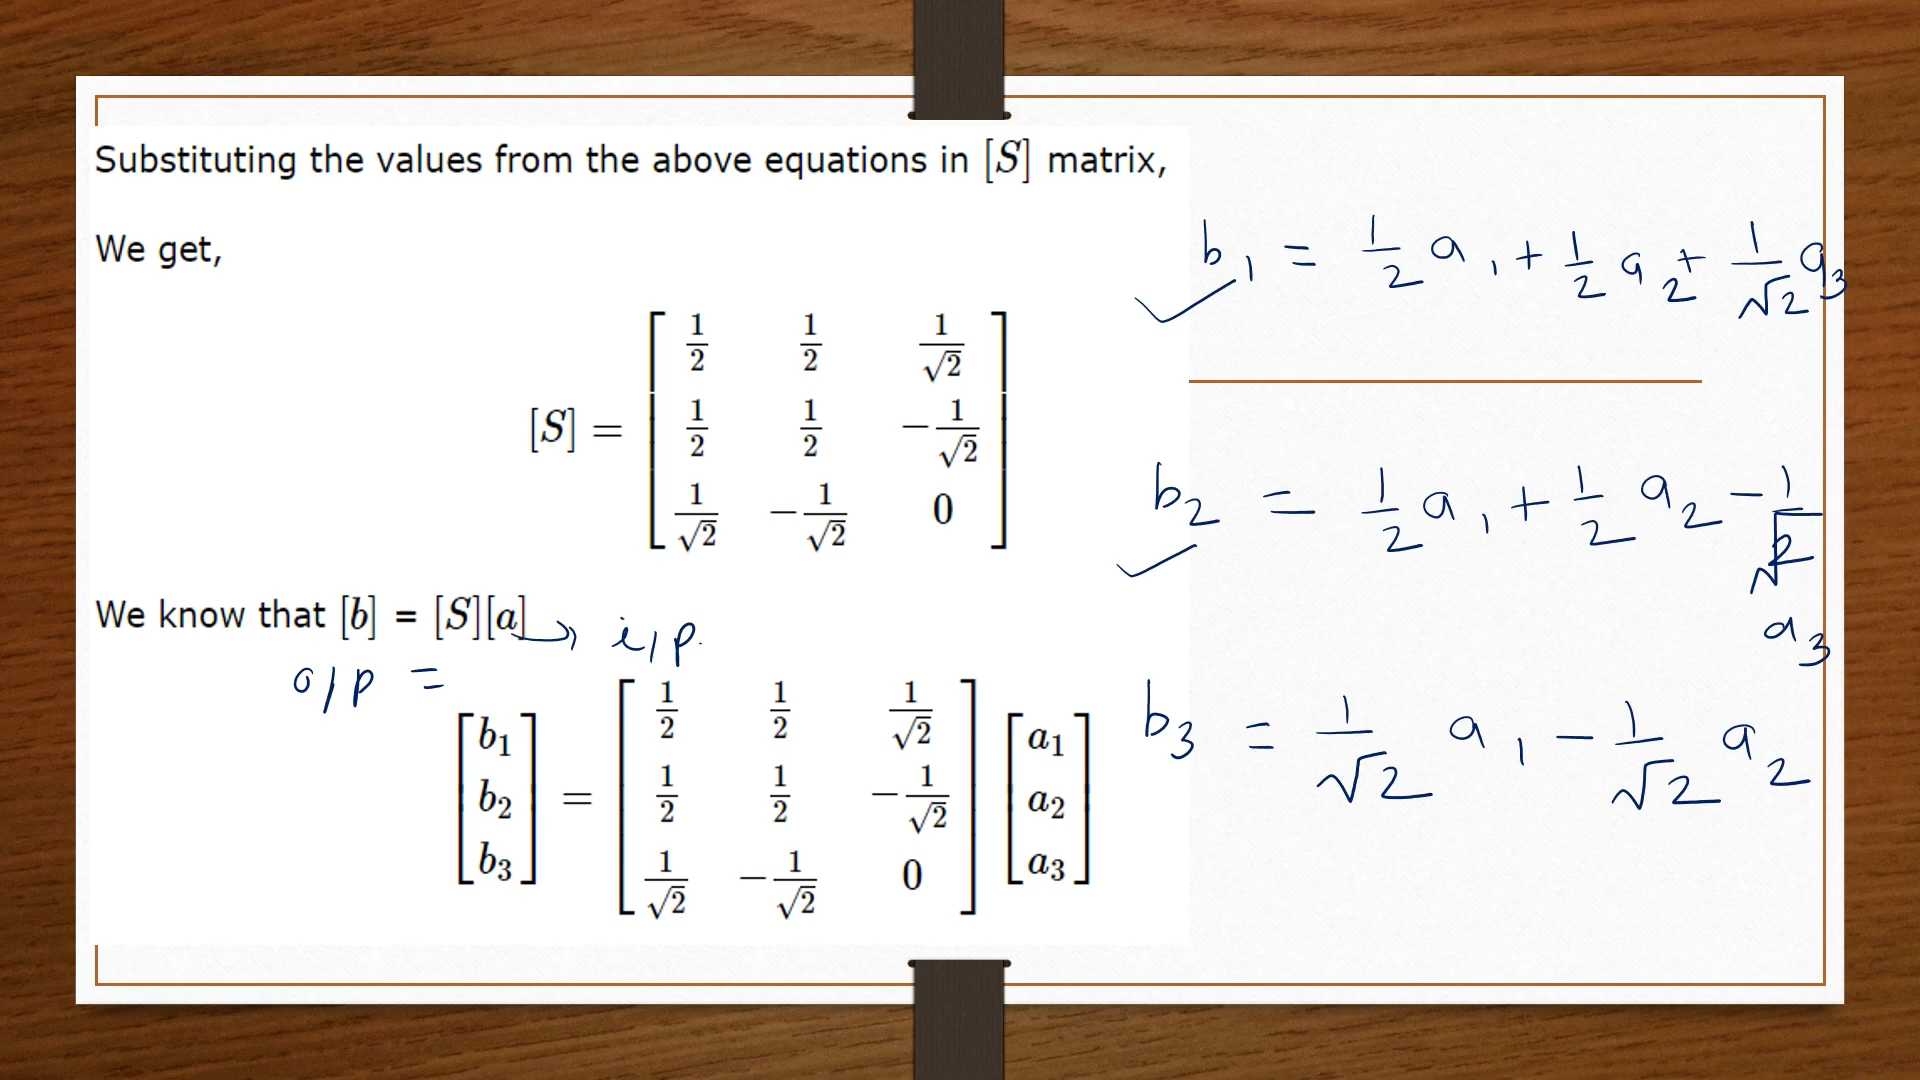 Substituting the values from the above equations in [S] matrix,
We get,
[S] = [ 1/2 1/2 1/√2
1/2 1/2 −1/√2
1/√2 −1/√2 0 ]
We know that [b] = [S][a] → i/p.
o/p =
[ b1 b2 b3 ] = [ 1/2 1/2 1/√2
1/2 1/2 −1/√2
1/√2 −1/√2 0 ] [ a1 a2 a3 ]
b1 = 1/2 a1 + 1/2 a2 + 1/√2 a3
b2 = 1/2 a1 + 1/2 a2 − 1/√2
a3
b3 = 1/√2 a1 − 1/√2 a2